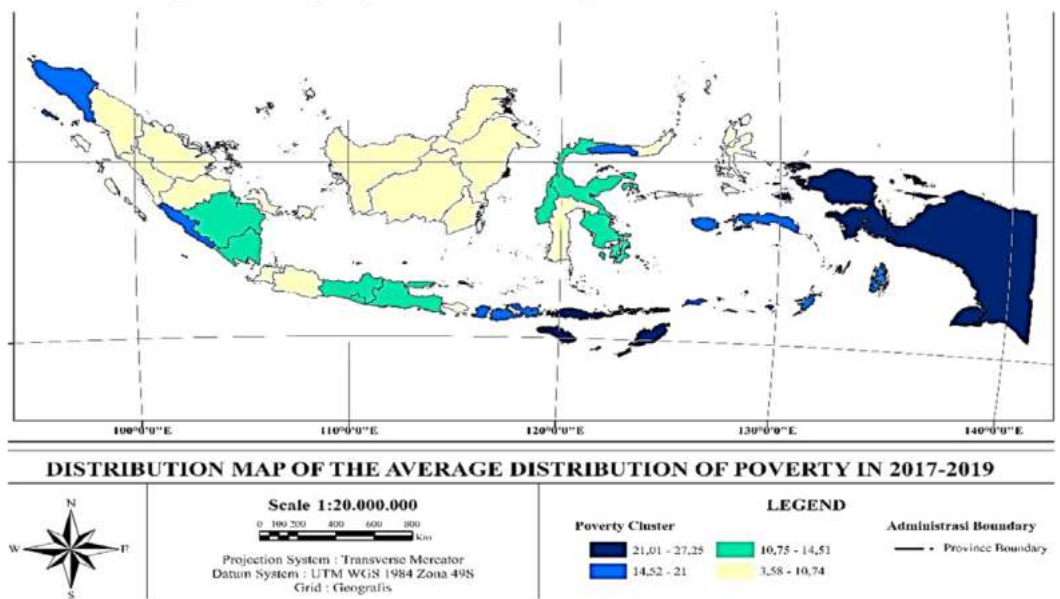 100°0'0"E 110°0'0"E 120°0'0"E 130°0'0"E 140°0'0"E
DISTRIBUTION MAP OF THE AVERAGE DISTRIBUTION OF POVERTY IN 2017-2019
N
W E
S
Scale 1:20.000.000
0 100 200 400 600 800
Km
Projection System : Transverse Mercator
Datum System : UTM WGS 1984 Zona 49S
Grid : Geografis
LEGEND
Poverty Cluster
21,01 - 27,25
14,52 - 21
10,75 - 14,51
3,58 - 10,74
Administrasi Boundary
Province Boundary